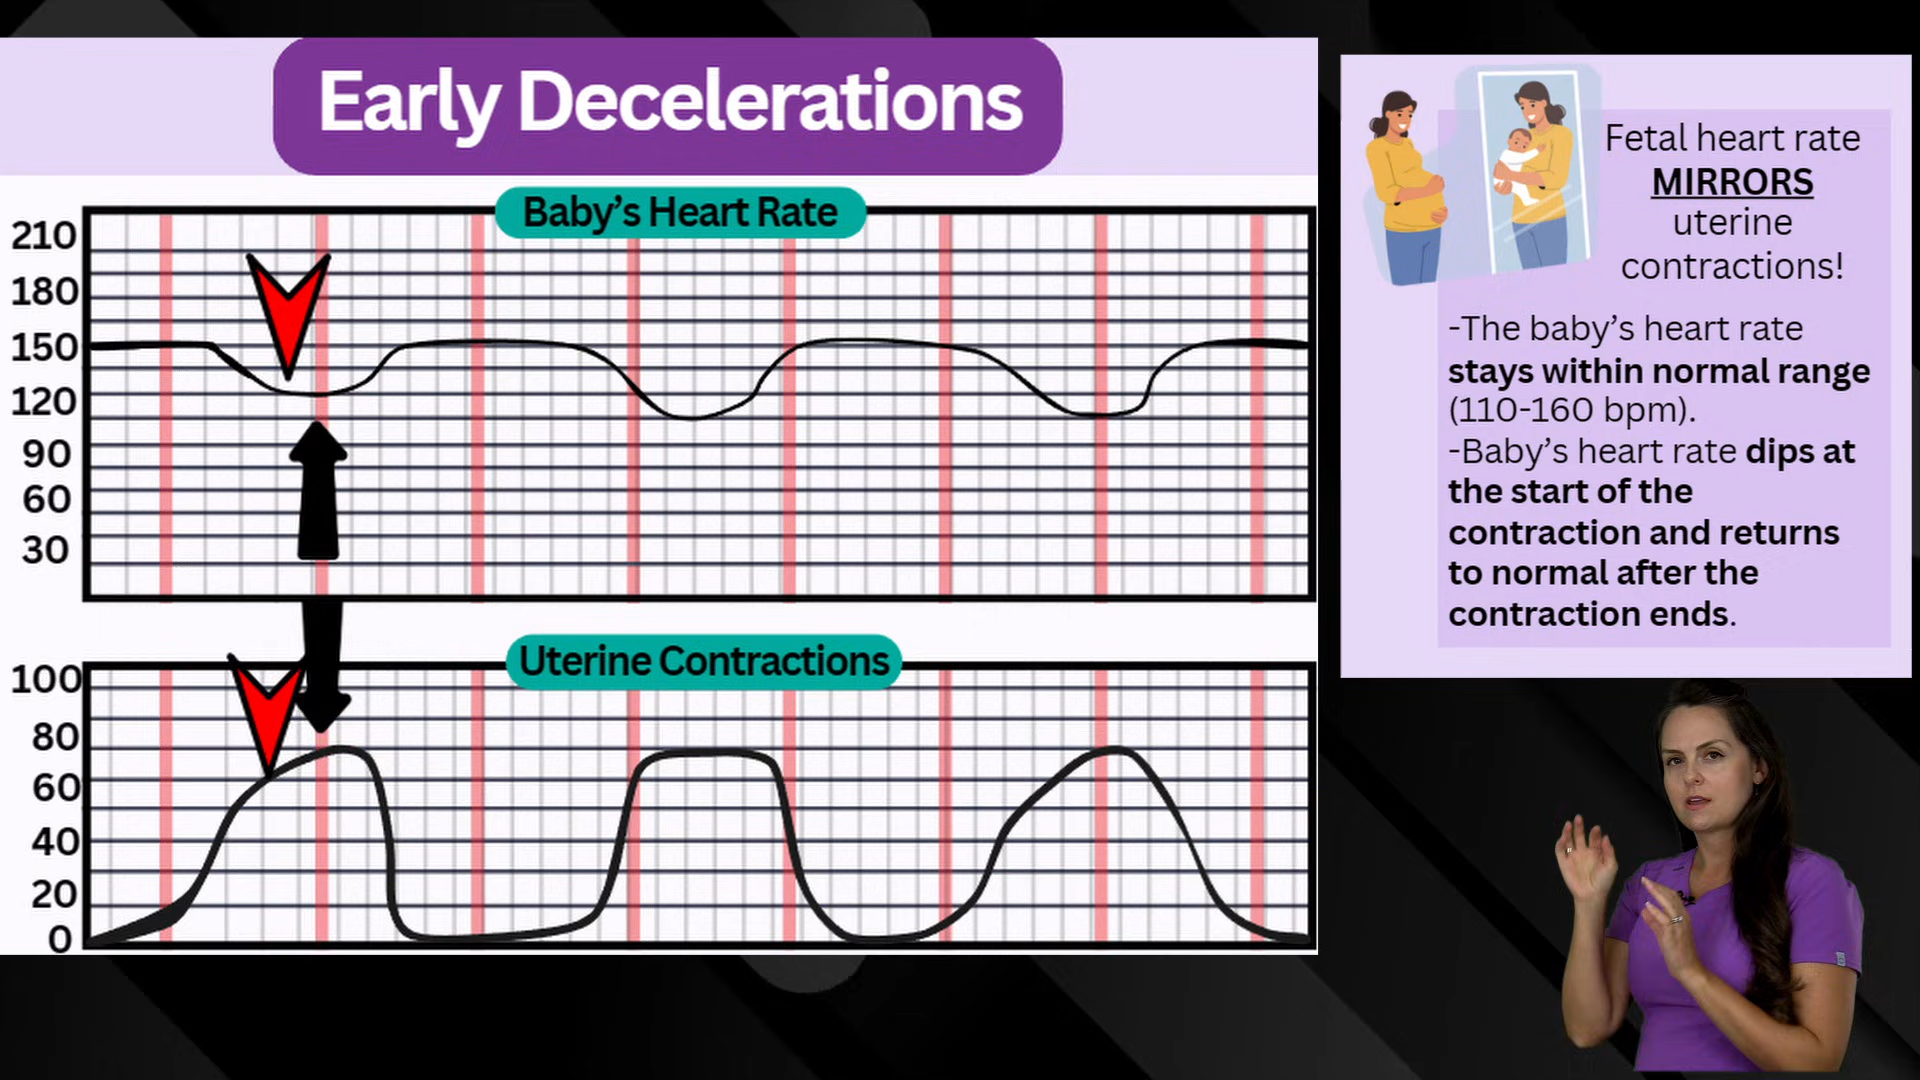 Early Decelerations
Baby's Heart Rate
210
180
150
120
90
60
30
Uterine Contractions
100
80
60
40
20
0
Fetal heart rate
MIRRORS
uterine
contractions!
-The baby's heart rate
stays within normal range
(110-160 bpm).
-Baby's heart rate dips at
the start of the
contraction and returns
to normal after the
contraction ends.